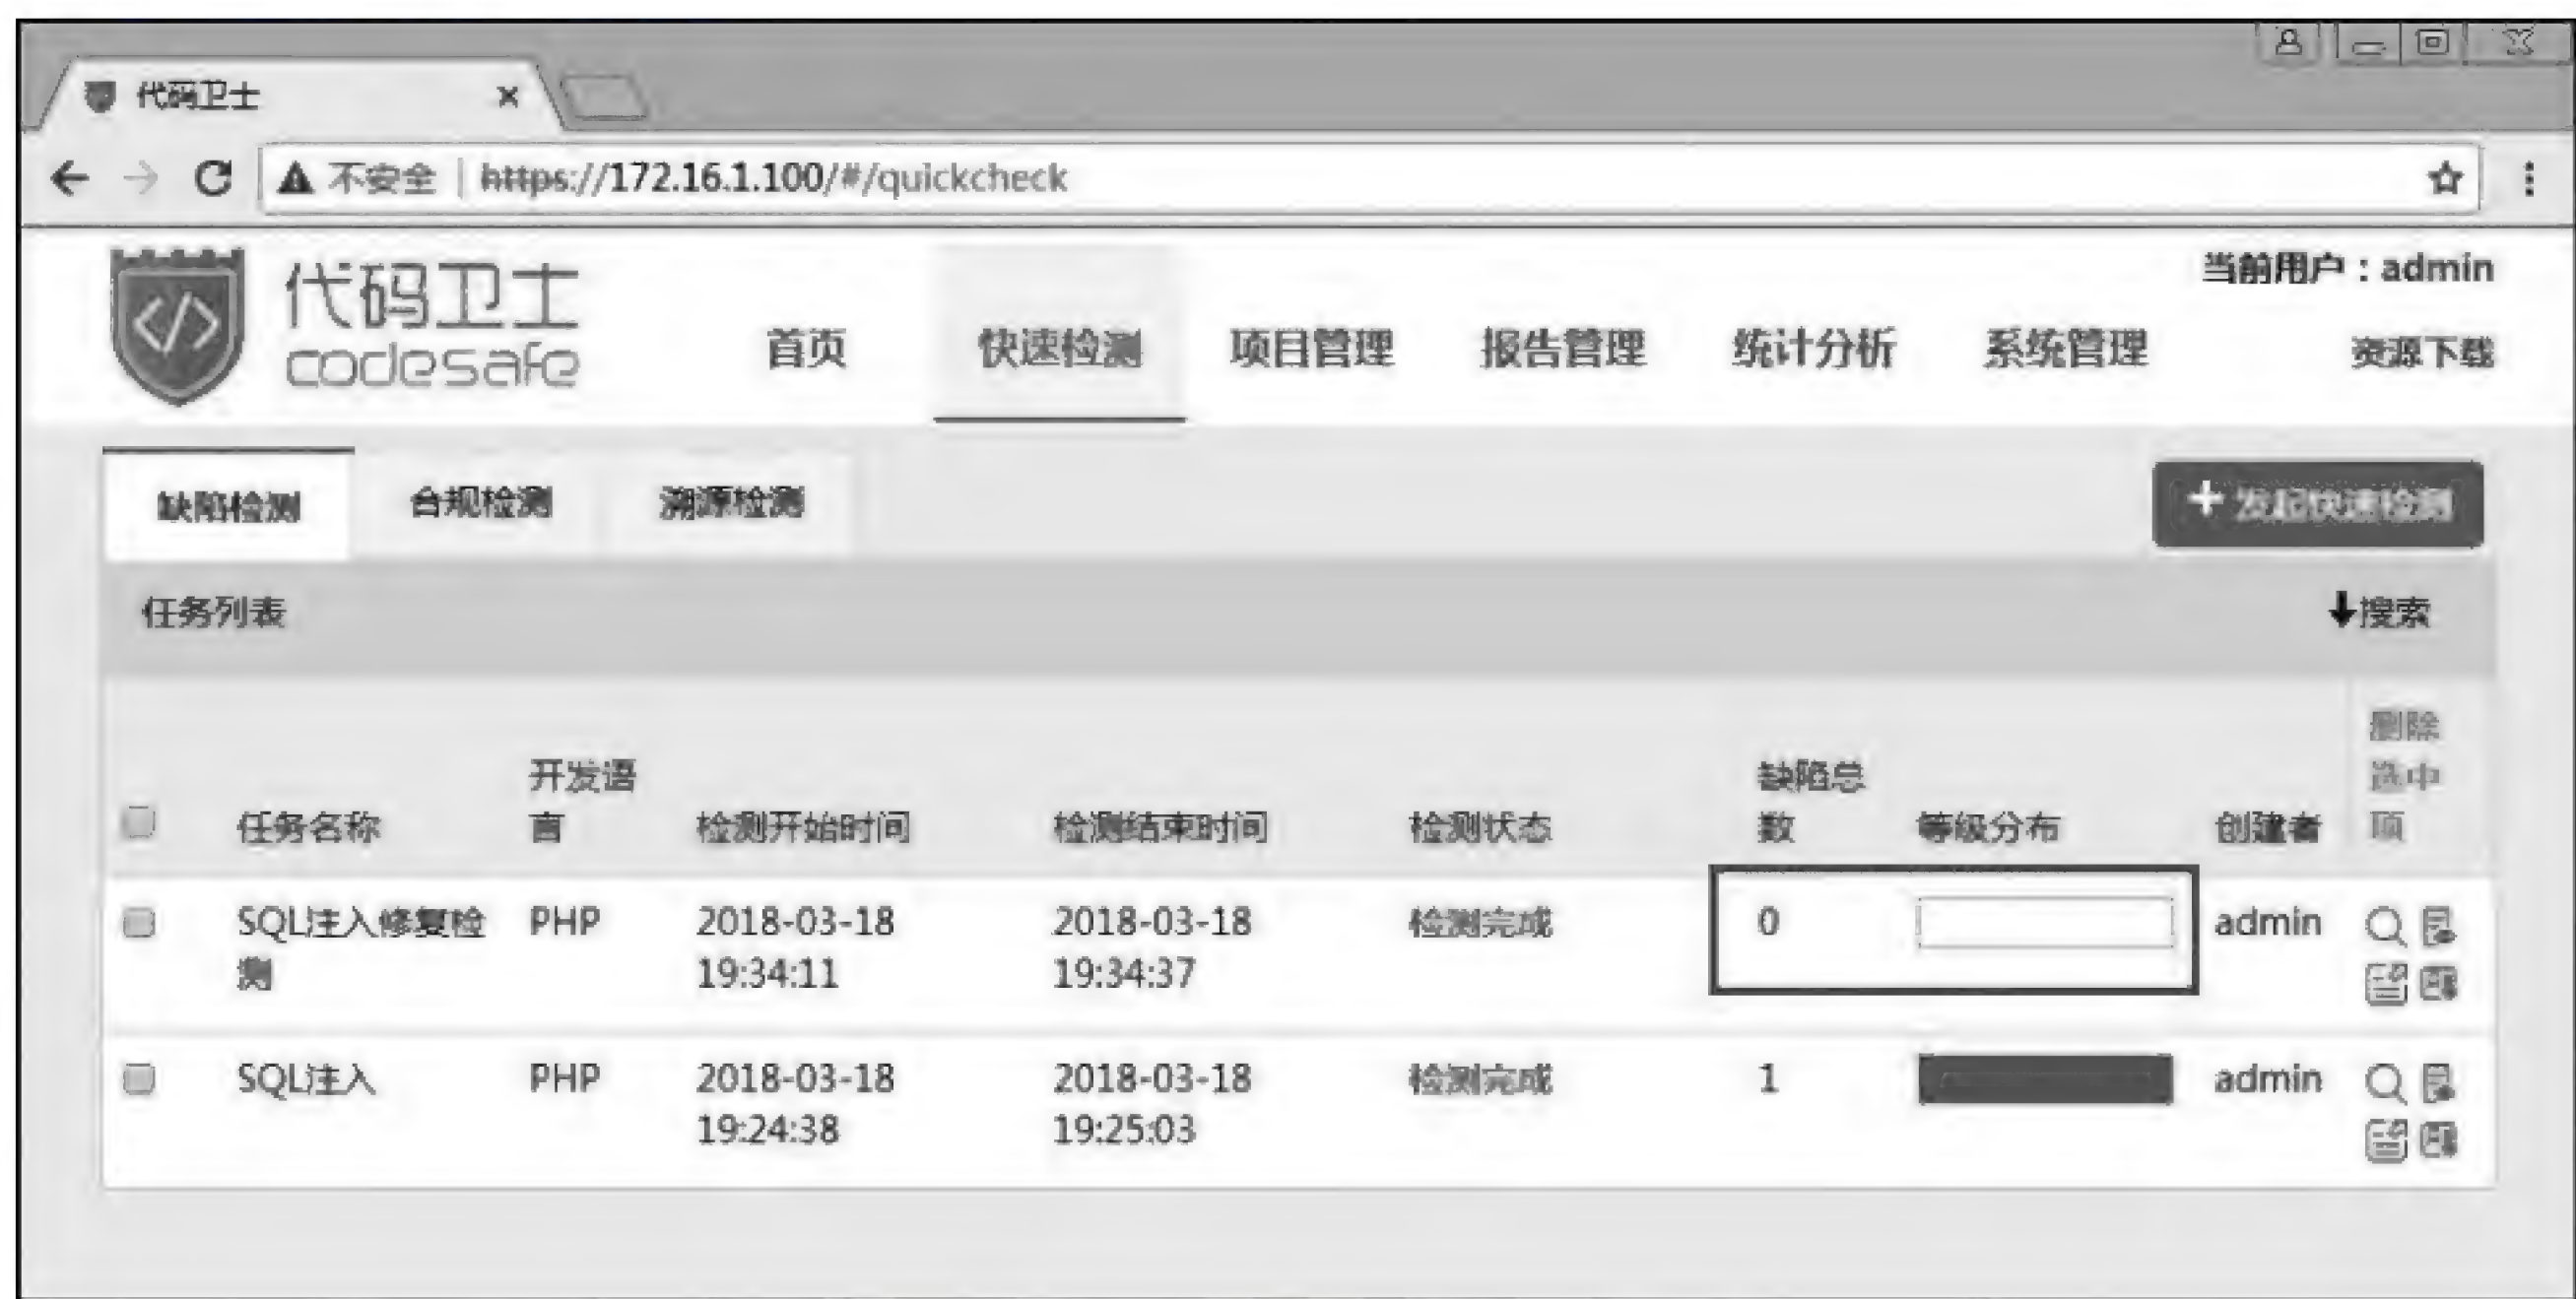 代码卫士
不安全 | https://172.16.1.100/#/quickcheck
代码卫士
codesafe
当前用户：admin
首页 快速检测 项目管理 报告管理 统计分析 系统管理 资源下载
缺陷检测 合规检测 溯源检测 + 发起快速检测
任务列表 搜索
任务名称 开发语言 检测开始时间 检测结束时间 检测状态 缺陷总数 等级分布 创建者 删除选中项
SQL注入修复检测 PHP 2018-03-18 19:34:11 2018-03-18 19:34:37 检测完成 0 admin
SQL注入 PHP 2018-03-18 19:24:38 2018-03-18 19:25:03 检测完成 1 admin